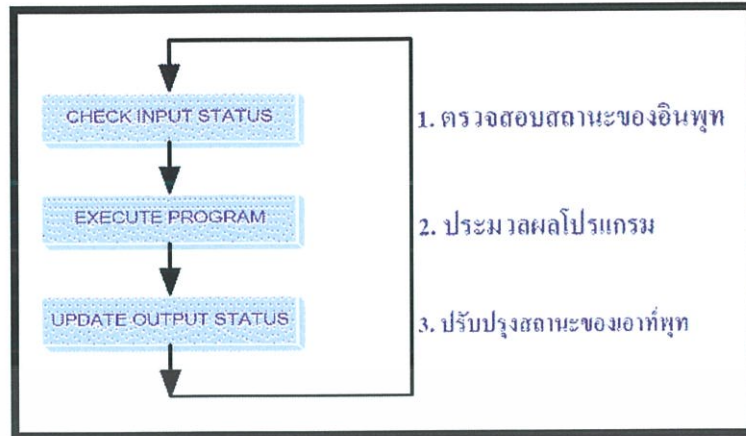 CHECK INPUT STATUS
1. ตรวจสอบสถานะของอินพุท
EXECUTE PROGRAM
2. ประมวลผลโปรแกรม
UPDATE OUTPUT STATUS
3. ปรับปรุงสถานะของเอาท์พุท